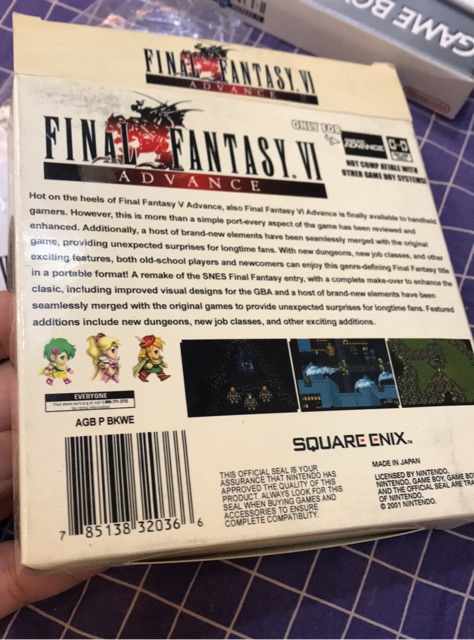 GAME BOY
Nintendo
FINAL FANTASY. VI
ADVANCE
FINAL FANTASY. VI
ADVANCE
ONLY FOR
GAME BOY ADVANCE
NOT COMPATIBLE WITH
OTHER GAME BOY SYSTEMS!
Hot on the heels of Final Fantasy V Advance, also Final Fantasy VI Advance is finally available to handheld
gamers. However, this is more than a simple port-every aspect of the game has been reviewed and
enhanced. Additionally, a host of brand-new elements have been seamlessly merged with the original
game, providing unexpected surprises for longtime fans. With new dungeons, new job classes, and other
exciting features, both old-school players and newcomers can enjoy this genre-defining Final Fantasy title
in a portable format! A remake of the SNES Final Fantasy entry, with a complete make-over to enhance the
clasic, including improved visual designs for the GBA and a host of brand-new elements have been
seamlessly merged with the original games to provide unexpected surprises for longtime fans. Featured
additions include new dungeons, new job classes, and other exciting additions.
EVERYONE
AGB P BKWE
7 85138 32036 6
SQUARE ENIX™
THIS OFFICIAL SEAL IS YOUR
ASSURANCE THAT NINTENDO HAS
APPROVED THE QUALITY OF THIS
PRODUCT. ALWAYS LOOK FOR THIS
SEAL WHEN BUYING GAMES AND
ACCESSORIES TO ENSURE
COMPLETE COMPATIBLITY.
MADE IN JAPAN
LICENSED BY NINTENDO.
NINTENDO, GAME BOY, GAME BO
AND THE OFFICIAL SEAL ARE TRA
OF NINTENDO.
© 2001 NINTENDO.